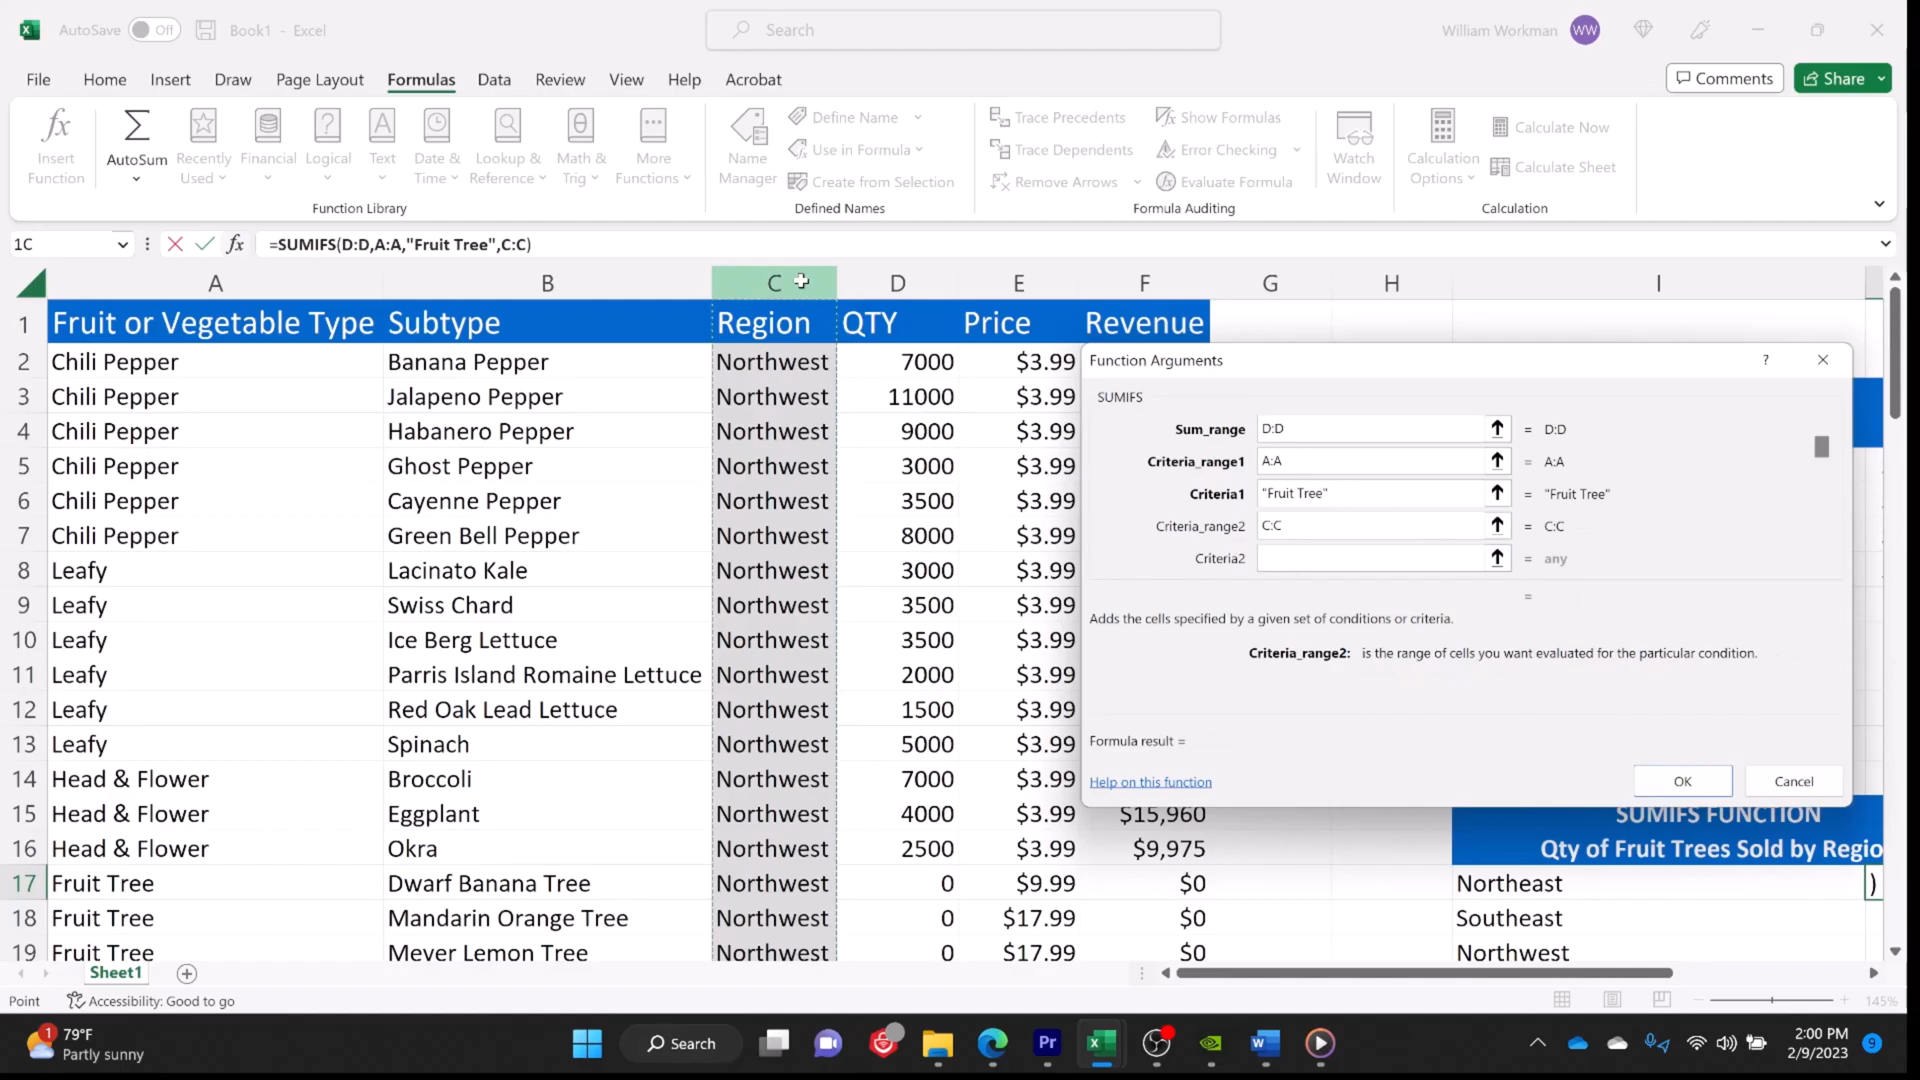 AutoSave Off Book1 - Excel Search William Workman WW
File Home Insert Draw Page Layout Formulas Data Review View Help Acrobat Comments Share
Insert Function
AutoSum
Recently Used
Financial
Logical
Text
Date & Time
Lookup & Reference
Math & Trig
More Functions
Function Library
Name Manager
Define Name
Use in Formula
Create from Selection
Defined Names
Trace Precedents
Trace Dependents
Remove Arrows
Show Formulas
Error Checking
Evaluate Formula
Formula Auditing
Watch Window
Calculation Options
Calculate Now
Calculate Sheet
Calculation
1C fx =SUMIFS(D:D,A:A,"Fruit Tree",C:C)
A B C D E F G H I
1 Fruit or Vegetable Type Subtype Region QTY Price Revenue
2 Chili Pepper Banana Pepper Northwest 7000 $3.99
3 Chili Pepper Jalapeno Pepper Northwest 11000 $3.99
4 Chili Pepper Habanero Pepper Northwest 9000 $3.99
5 Chili Pepper Ghost Pepper Northwest 3000 $3.99
6 Chili Pepper Cayenne Pepper Northwest 3500 $3.99
7 Chili Pepper Green Bell Pepper Northwest 8000 $3.99
8 Leafy Lacinato Kale Northwest 3000 $3.99
9 Leafy Swiss Chard Northwest 3500 $3.99
10 Leafy Ice Berg Lettuce Northwest 3500 $3.99
11 Leafy Parris Island Romaine Lettuce Northwest 2000 $3.99
12 Leafy Red Oak Lead Lettuce Northwest 1500 $3.99
13 Leafy Spinach Northwest 5000 $3.99
14 Head & Flower Broccoli Northwest 7000 $3.99
15 Head & Flower Eggplant Northwest 4000 $3.99 $15,960 SUMIFS FUNCTION
16 Head & Flower Okra Northwest 2500 $3.99 $9,975 Qty of Fruit Trees Sold by Regio
17 Fruit Tree Dwarf Banana Tree Northwest 0 $9.99 $0 Northeast )
18 Fruit Tree Mandarin Orange Tree Northwest 0 $17.99 $0 Southeast
19 Fruit Tree Meyer Lemon Tree Northwest 0 $17.99 $0 Northwest
Function Arguments ?
SUMIFS
Sum_range D:D = D:D
Criteria_range1 A:A = A:A
Criteria1 "Fruit Tree" = "Fruit Tree"
Criteria_range2 C:C = C:C
Criteria2 = any
=
Adds the cells specified by a given set of conditions or criteria.
Criteria_range2: is the range of cells you want evaluated for the particular condition.
Formula result =
Help on this function OK Cancel
Sheet1
Point Accessibility: Good to go 145%
1 79°F
Partly sunny
Search
Pr
2:00 PM
2/9/2023 9